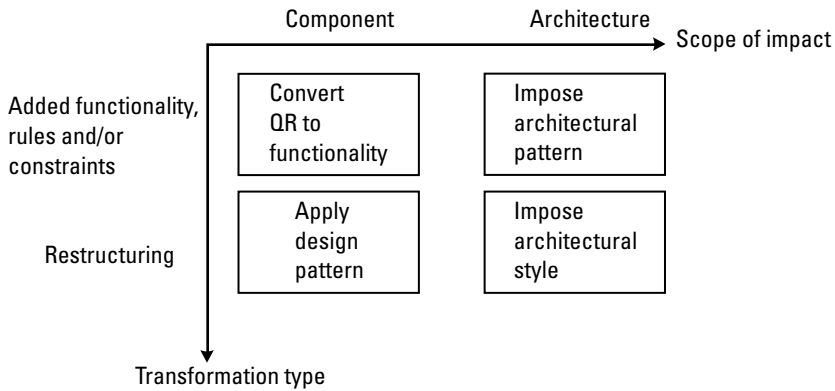 Component
Architecture
Scope of impact
Added functionality,
rules and/or
constraints
Convert
QR to
functionality
Impose
architectural
pattern
Restructuring
Apply
design
pattern
Impose
architectural
style
Transformation type